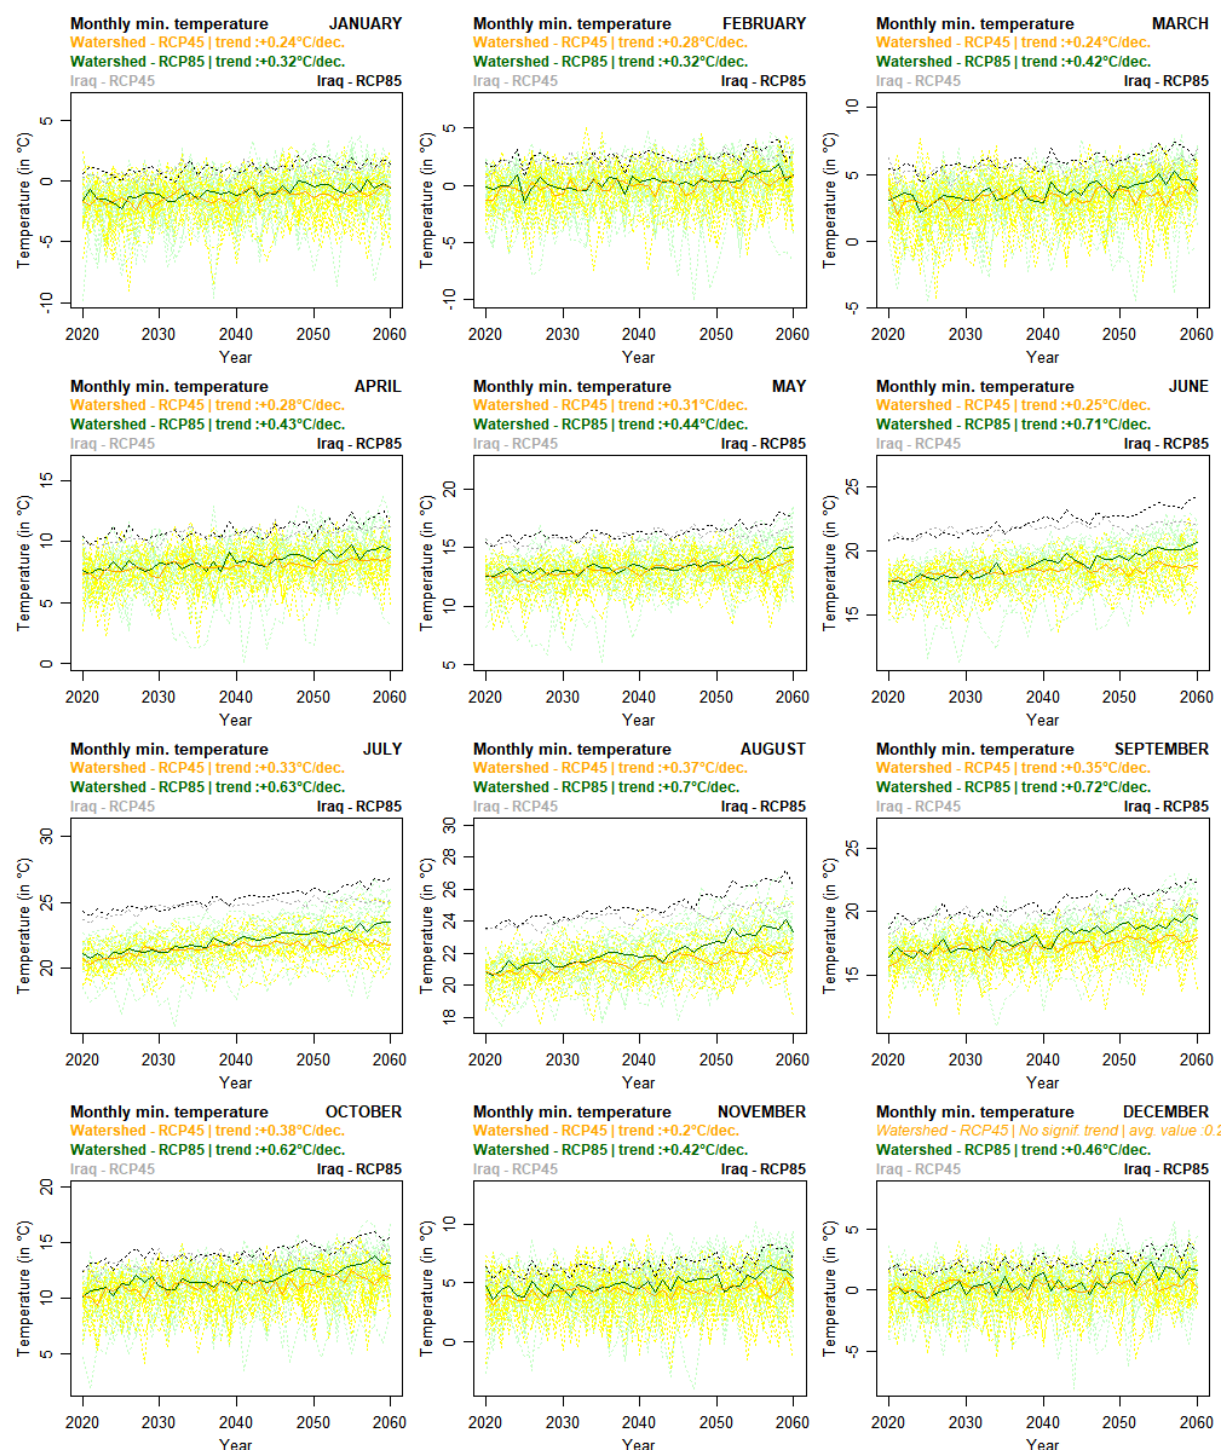 Monthly min. temperature JANUARY
Watershed - RCP45 | trend :+0.24°C/dec.
Watershed - RCP85 | trend :+0.32°C/dec.
Iraq - RCP45 Iraq - RCP85
Temperature (in °C)
5
0
-5
-10
2020 2030 2040 2050 2060
Year
Monthly min. temperature FEBRUARY
Watershed - RCP45 | trend :+0.28°C/dec.
Watershed - RCP85 | trend :+0.32°C/dec.
Iraq - RCP45 Iraq - RCP85
Temperature (in °C)
5
0
-5
-10
2020 2030 2040 2050 2060
Year
Monthly min. temperature MARCH
Watershed - RCP45 | trend :+0.24°C/dec.
Watershed - RCP85 | trend :+0.42°C/dec.
Iraq - RCP45 Iraq - RCP85
Temperature (in °C)
10
5
0
-5
2020 2030 2040 2050 2060
Year
Monthly min. temperature APRIL
Watershed - RCP45 | trend :+0.28°C/dec.
Watershed - RCP85 | trend :+0.43°C/dec.
Iraq - RCP45 Iraq - RCP85
Temperature (in °C)
15
10
5
0
2020 2030 2040 2050 2060
Year
Monthly min. temperature MAY
Watershed - RCP45 | trend :+0.31°C/dec.
Watershed - RCP85 | trend :+0.44°C/dec.
Iraq - RCP45 Iraq - RCP85
Temperature (in °C)
20
15
10
5
2020 2030 2040 2050 2060
Year
Monthly min. temperature JUNE
Watershed - RCP45 | trend :+0.25°C/dec.
Watershed - RCP85 | trend :+0.71°C/dec.
Iraq - RCP45 Iraq - RCP85
Temperature (in °C)
25
20
15
2020 2030 2040 2050 2060
Year
Monthly min. temperature JULY
Watershed - RCP45 | trend :+0.33°C/dec.
Watershed - RCP85 | trend :+0.63°C/dec.
Iraq - RCP45 Iraq - RCP85
Temperature (in °C)
30
25
20
2020 2030 2040 2050 2060
Year
Monthly min. temperature AUGUST
Watershed - RCP45 | trend :+0.37°C/dec.
Watershed - RCP85 | trend :+0.7°C/dec.
Iraq - RCP45 Iraq - RCP85
Temperature (in °C)
30
28
26
24
22
20
18
2020 2030 2040 2050 2060
Year
Monthly min. temperature SEPTEMBER
Watershed - RCP45 | trend :+0.35°C/dec.
Watershed - RCP85 | trend :+0.72°C/dec.
Iraq - RCP45 Iraq - RCP85
Temperature (in °C)
25
20
15
2020 2030 2040 2050 2060
Year
Monthly min. temperature OCTOBER
Watershed - RCP45 | trend :+0.38°C/dec.
Watershed - RCP85 | trend :+0.62°C/dec.
Iraq - RCP45 Iraq - RCP85
Temperature (in °C)
20
15
10
5
2020 2030 2040 2050 2060
Year
Monthly min. temperature NOVEMBER
Watershed - RCP45 | trend :+0.2°C/dec.
Watershed - RCP85 | trend :+0.42°C/dec.
Iraq - RCP45 Iraq - RCP85
Temperature (in °C)
10
5
0
2020 2030 2040 2050 2060
Year
Monthly min. temperature DECEMBER
Watershed - RCP45 | No signif. trend | avg. value :0.2
Watershed - RCP85 | trend :+0.46°C/dec.
Iraq - RCP45 Iraq - RCP85
Temperature (in °C)
5
0
-5
2020 2030 2040 2050 2060
Year